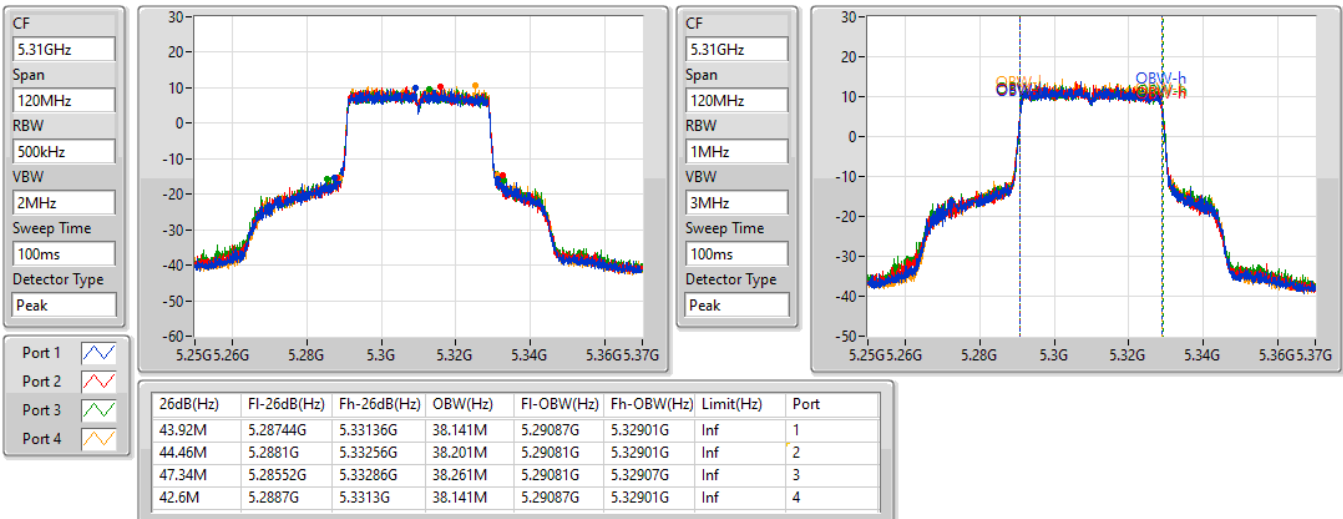 CF
5.31GHz
Span
120MHz
RBW
500kHz
VBW
2MHz
Sweep Time
100ms
Detector Type
Peak
30
20
10
0
-10
-20
-30
-40
-50
-60
5.25G 5.26G 5.28G 5.3G 5.32G 5.34G 5.36G 5.37G
CF
5.31GHz
Span
120MHz
RBW
1MHz
VBW
3MHz
Sweep Time
100ms
Detector Type
Peak
30
20
10
0
-10
-20
-30
-40
-50
OBW-h
OBW-h
5.25G 5.26G 5.28G 5.3G 5.32G 5.34G 5.36G 5.37G
Port 1
Port 2
Port 3
Port 4
26dB(Hz) Fl-26dB(Hz) Fh-26dB(Hz) OBW(Hz) Fl-OBW(Hz) Fh-OBW(Hz) Limit(Hz) Port
43.92M 5.28744G 5.33136G 38.141M 5.29087G 5.32901G Inf 1
44.46M 5.2881G 5.33256G 38.201M 5.29081G 5.32901G Inf 2
47.34M 5.28552G 5.33286G 38.261M 5.29081G 5.32907G Inf 3
42.6M 5.2887G 5.3313G 38.141M 5.29087G 5.32901G Inf 4